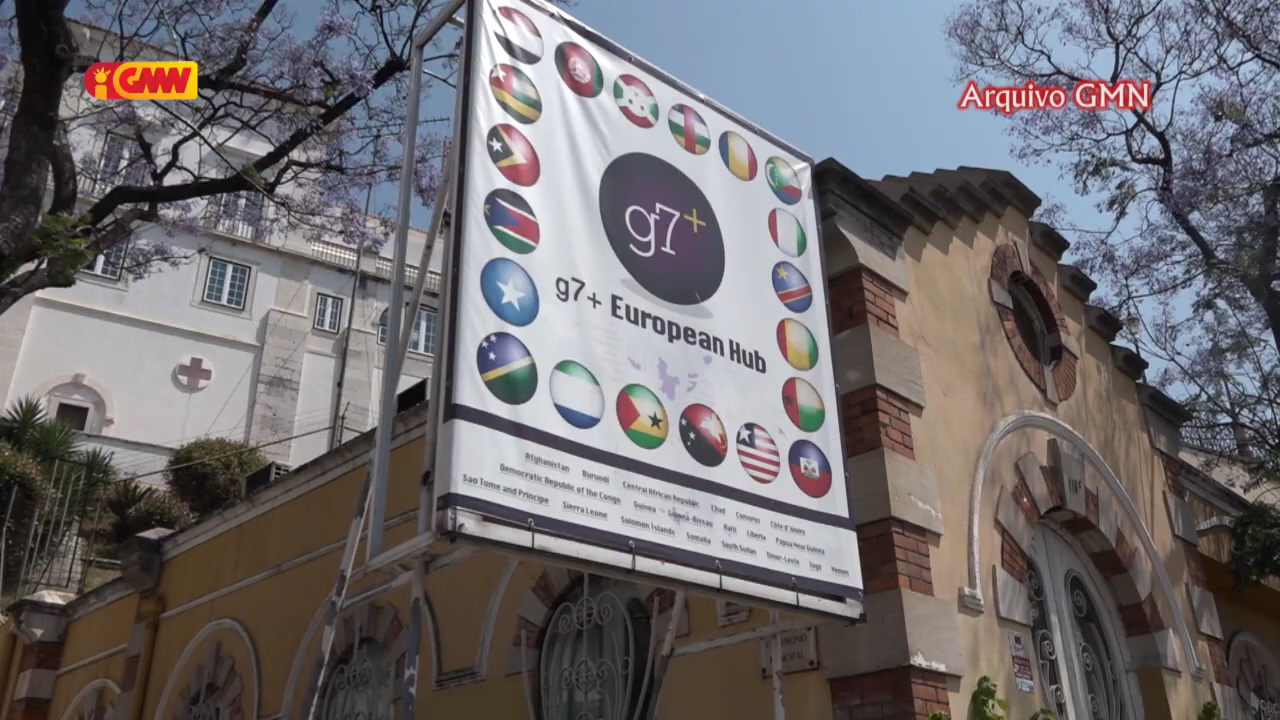 GMN
Arquivo GMN
g7+
g7+ European Hub
Afghanistan Burundi Central African Republic Chad Comoros Côte d'Ivoire
Democratic Republic of the Congo Guinea Guinea-Bissau Haiti Liberia Papua New Guinea
Sao Tome and Principe Sierra Leone Solomon Islands Somalia South Sudan Timor-Leste Togo Yemen